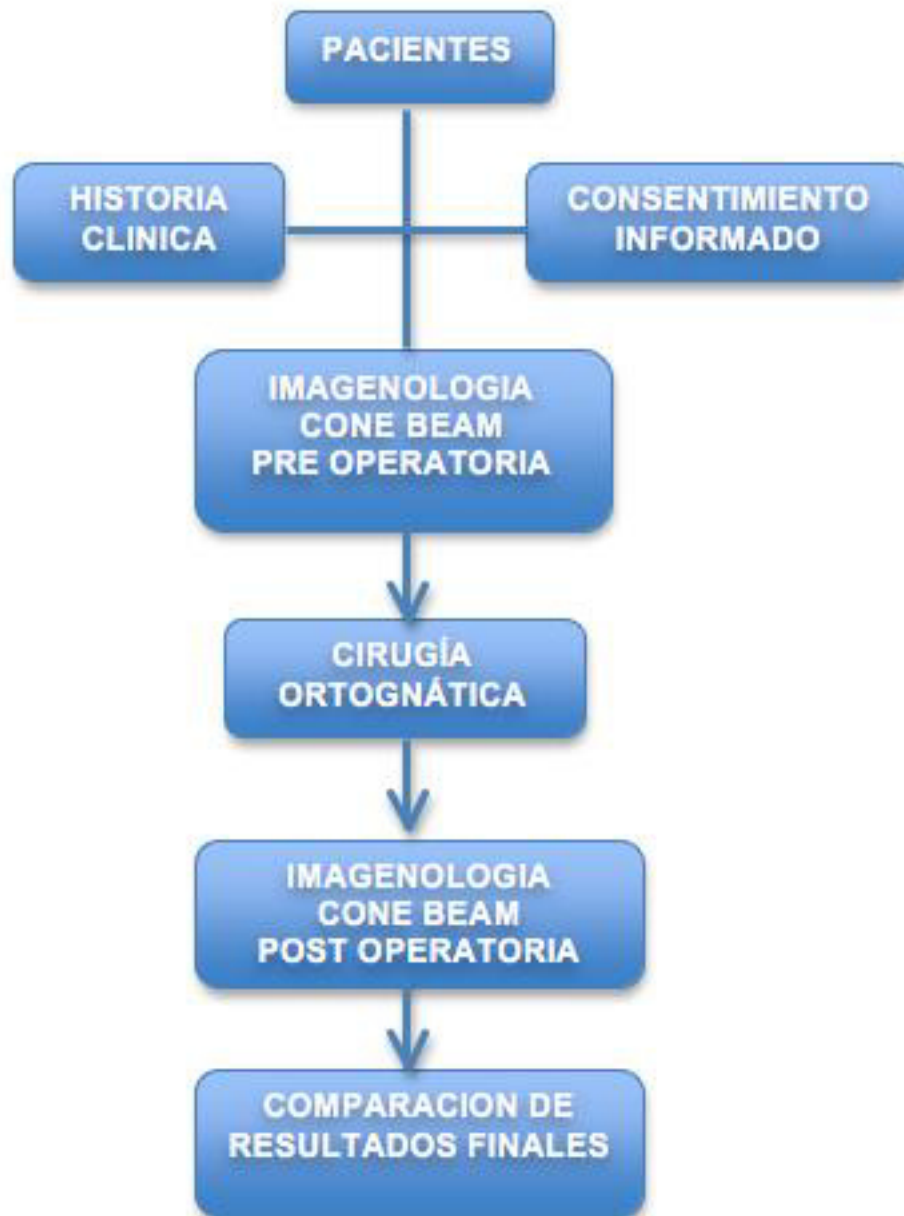 PACIENTES
HISTORIA
CLINICA
CONSENTIMIENTO
INFORMADO
IMAGENOLOGIA
CONE BEAM
PRE OPERATORIA
CIRUGÍA
ORTOGNÁTICA
IMAGENOLOGIA
CONE BEAM
POST OPERATORIA
COMPARACION DE
RESULTADOS FINALES